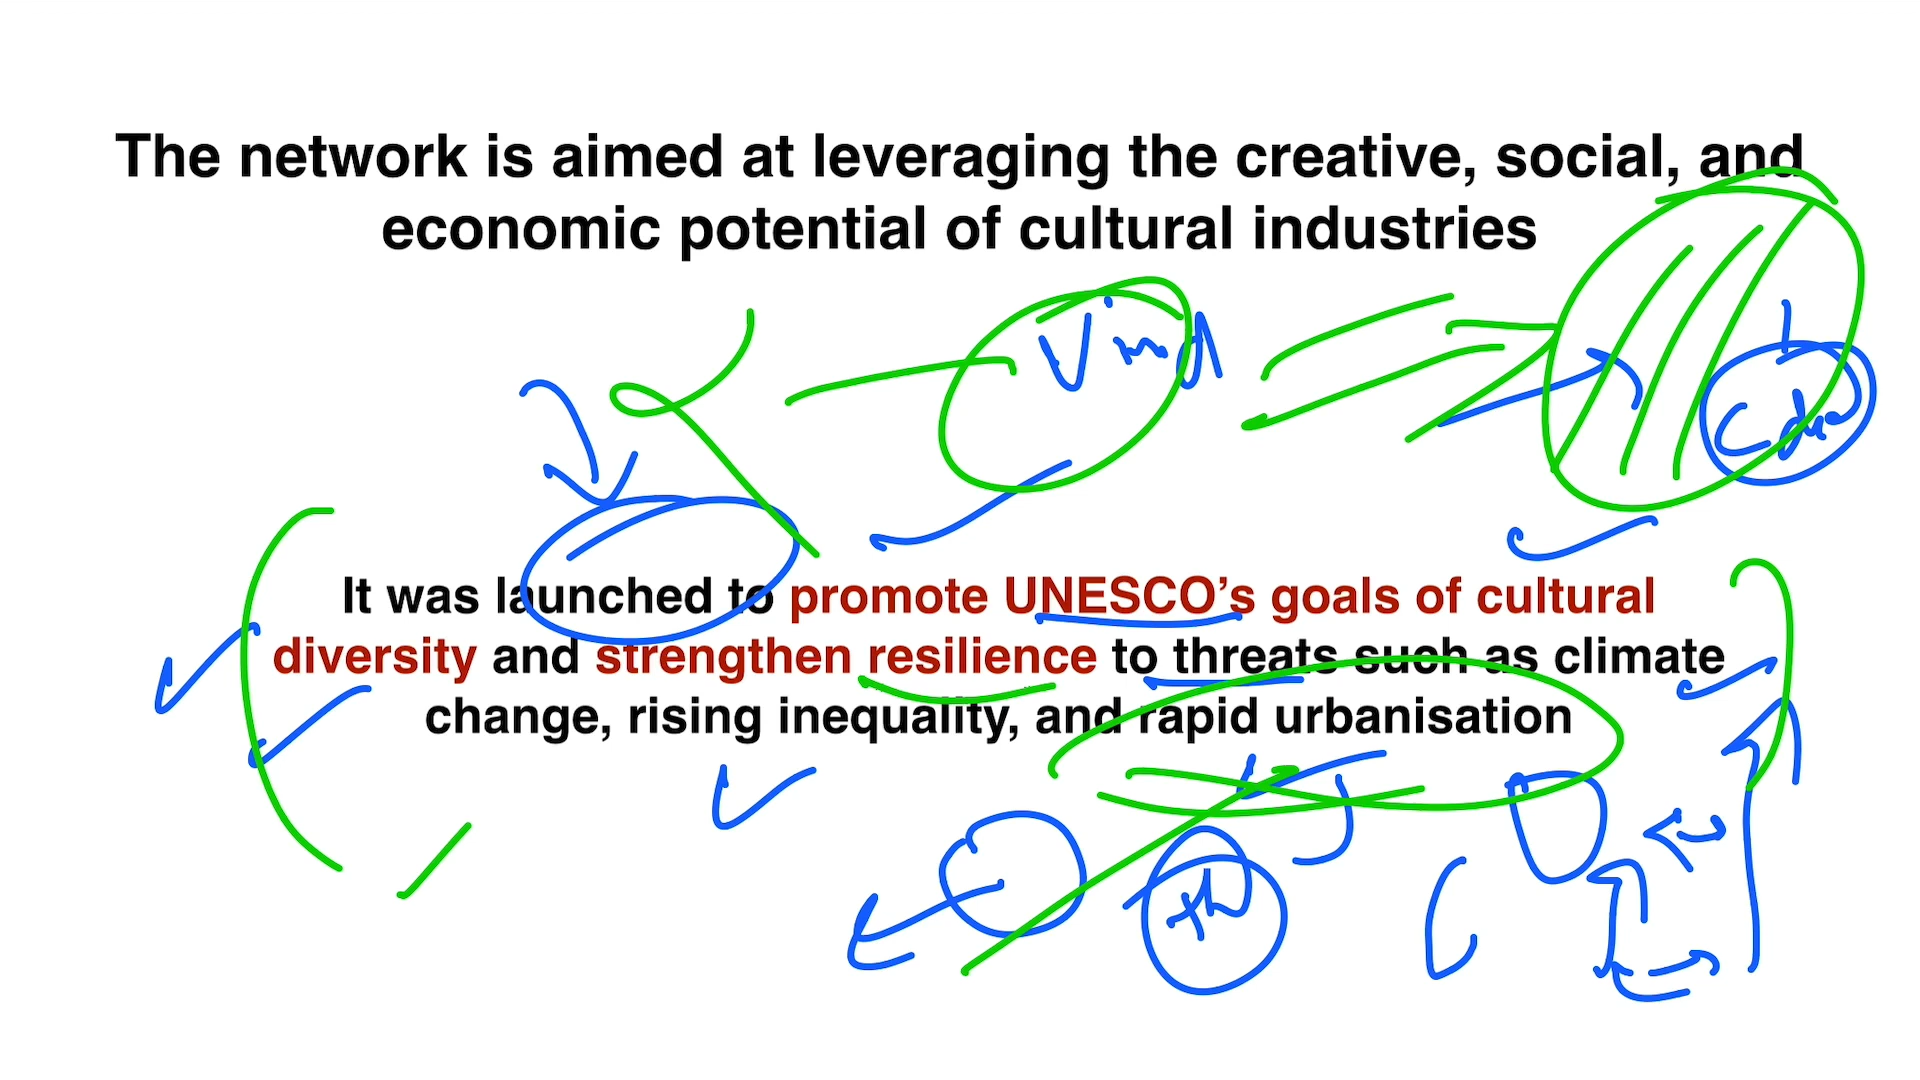 The network is aimed at leveraging the creative, social, and
economic potential of cultural industries
It was launched to promote UNESCO’s goals of cultural
diversity and strengthen resilience to threats such as climate
change, rising inequality, and rapid urbanisation